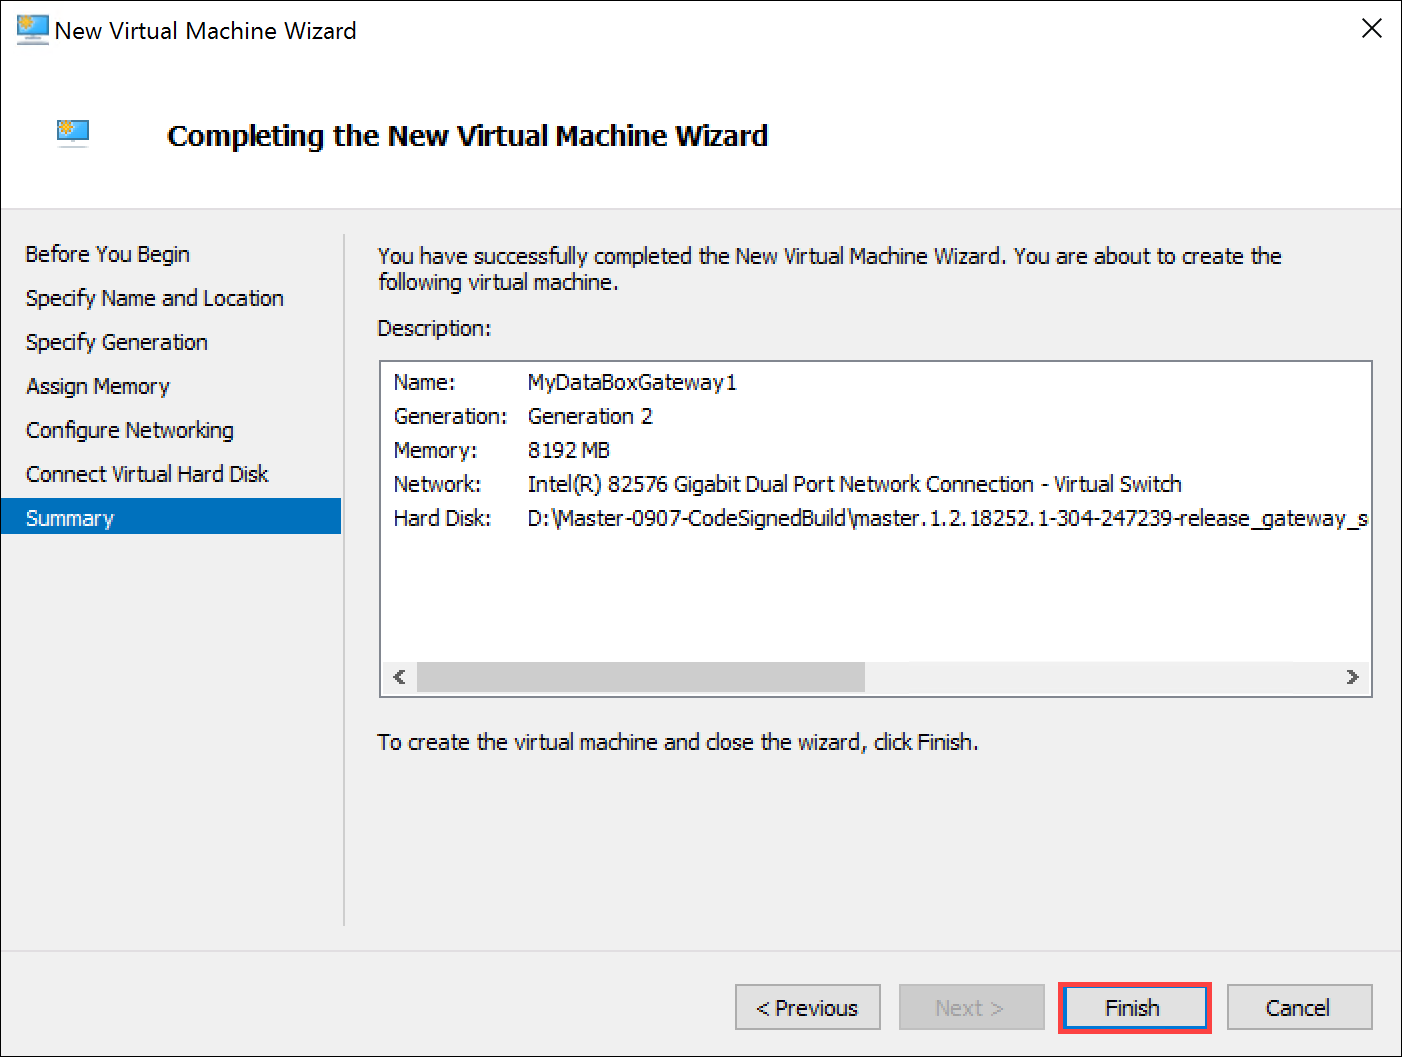 New Virtual Machine Wizard
Completing the New Virtual Machine Wizard
Before You Begin
Specify Name and Location
Specify Generation
Assign Memory
Configure Networking
Connect Virtual Hard Disk
Summary
You have successfully completed the New Virtual Machine Wizard. You are about to create the
following virtual machine.
Description:
Name: MyDataBoxGateway1
Generation: Generation 2
Memory: 8192 MB
Network: Intel(R) 82576 Gigabit Dual Port Network Connection - Virtual Switch
Hard Disk: D:\Master-0907-CodeSignedBuild\master.1.2.18252.1-304-247239-release_gateway_s
To create the virtual machine and close the wizard, click Finish.
< Previous
Next >
Finish
Cancel